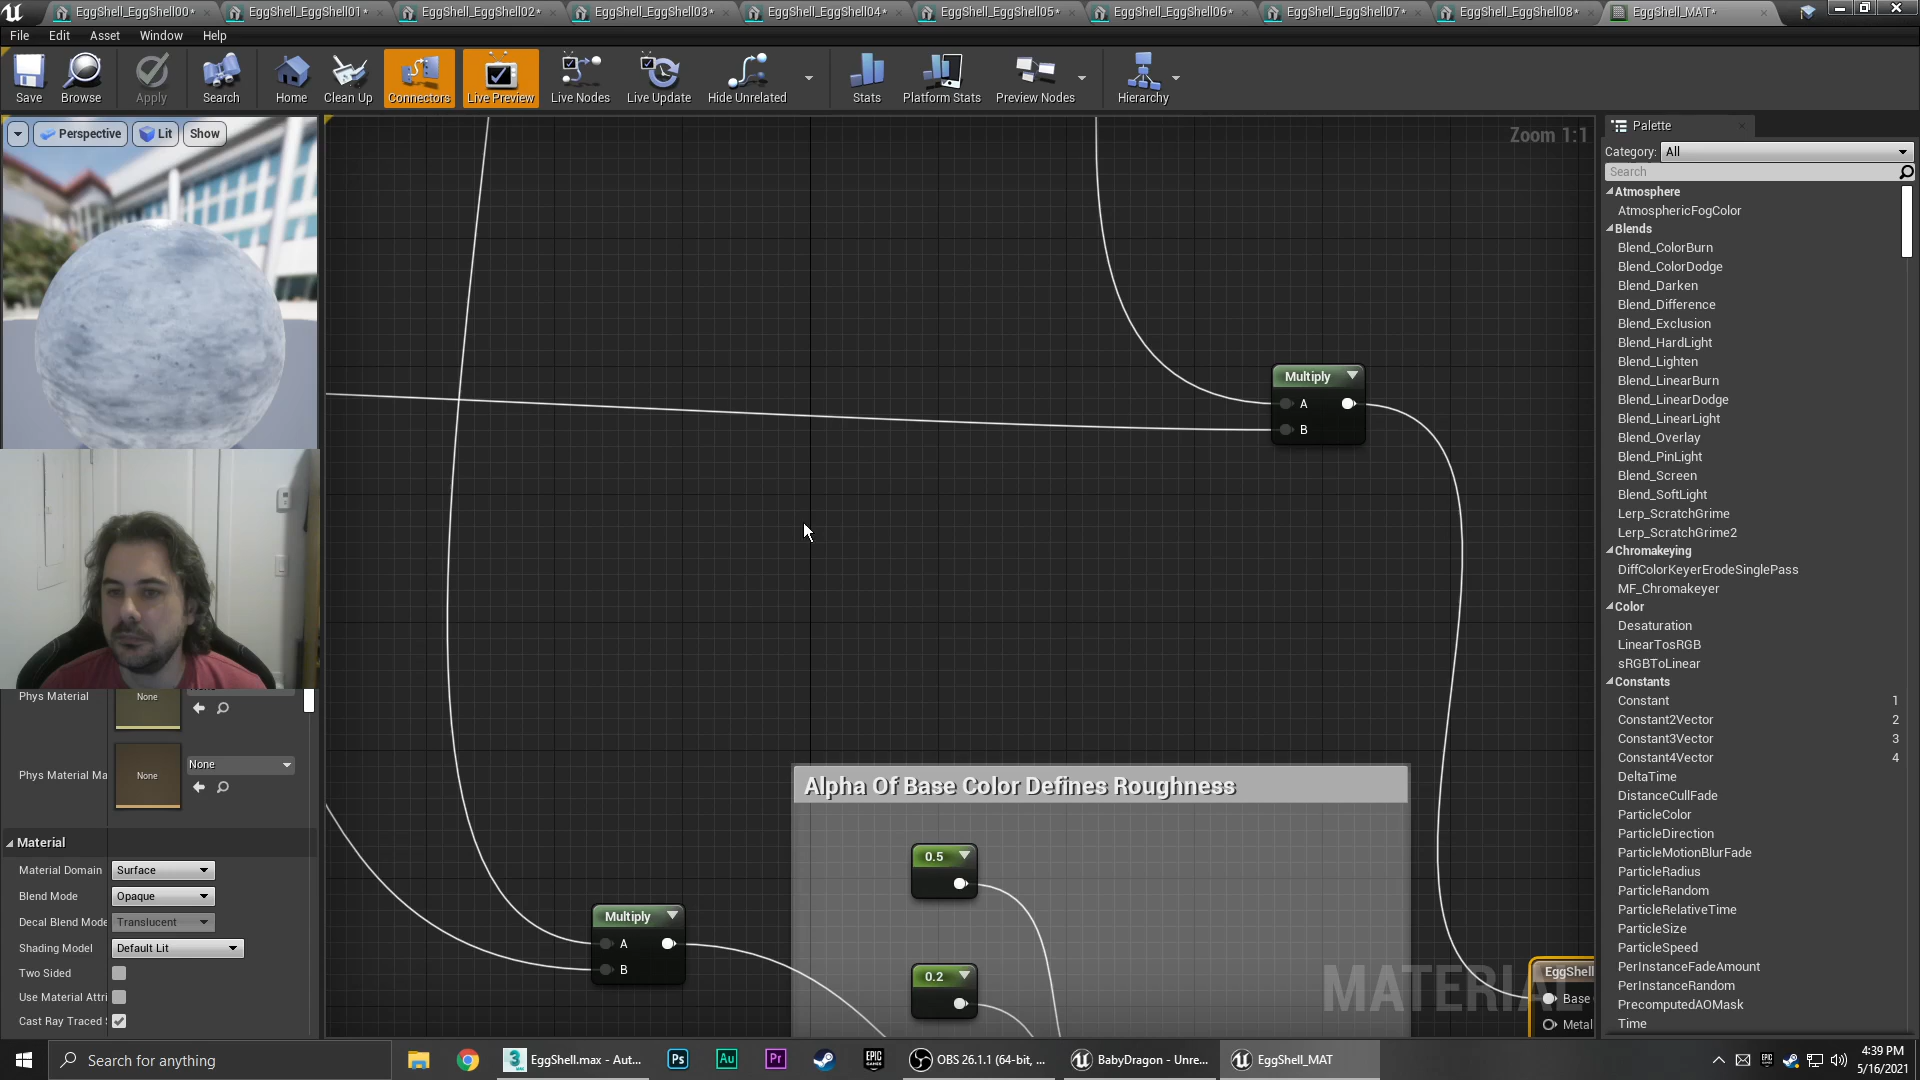 EggShell_EggShell00* EggShell_EggShell01* EggShell_EggShell02* EggShell_EggShell03* EggShell_EggShell04* EggShell_EggShell05* EggShell_EggShell06* EggShell_EggShell07* EggShell_EggShell08* EggShell_MAT*
File Edit Asset Window Help
Save Browse Apply Search Home Clean Up Connectors Live Preview Live Nodes Live Update Hide Unrelated Stats Platform Stats Preview Nodes Hierarchy
Perspective Lit Show
Zoom 1:1
Multiply
A
B
Alpha Of Base Color Defines Roughness
0.5
0.2
Multiply
A
B
MATERIAL
EggShell
Base
Metal
Phys Material
None
Phys Material Ma
None
None
Material
Material Domain Surface
Blend Mode Opaque
Decal Blend Mode Translucent
Shading Model Default Lit
Two Sided
Use Material Attri
Cast Ray Traced
Palette
Category: All
Search
Atmosphere
AtmosphericFogColor
Blends
Blend_ColorBurn
Blend_ColorDodge
Blend_Darken
Blend_Difference
Blend_Exclusion
Blend_HardLight
Blend_Lighten
Blend_LinearBurn
Blend_LinearDodge
Blend_LinearLight
Blend_Overlay
Blend_PinLight
Blend_Screen
Blend_SoftLight
Lerp_ScratchGrime
Lerp_ScratchGrime2
Chromakeying
DiffColorKeyerErodeSinglePass
MF_Chromakeyer
Color
Desaturation
LinearTosRGB
sRGBToLinear
Constants
Constant 1
Constant2Vector 2
Constant3Vector 3
Constant4Vector 4
DeltaTime
DistanceCullFade
ParticleColor
ParticleDirection
ParticleMotionBlurFade
ParticleRadius
ParticleRandom
ParticleRelativeTime
ParticleSize
ParticleSpeed
PerInstanceFadeAmount
PerInstanceRandom
PrecomputedAOMask
Time
Search for anything
3
MAX
EggShell.max - Aut...
Ps
Au
Pr
EPIC GAMES
OBS 26.1.1 (64-bit, ...
BabyDragon - Unre...
EggShell_MAT
4:39 PM
5/16/2021